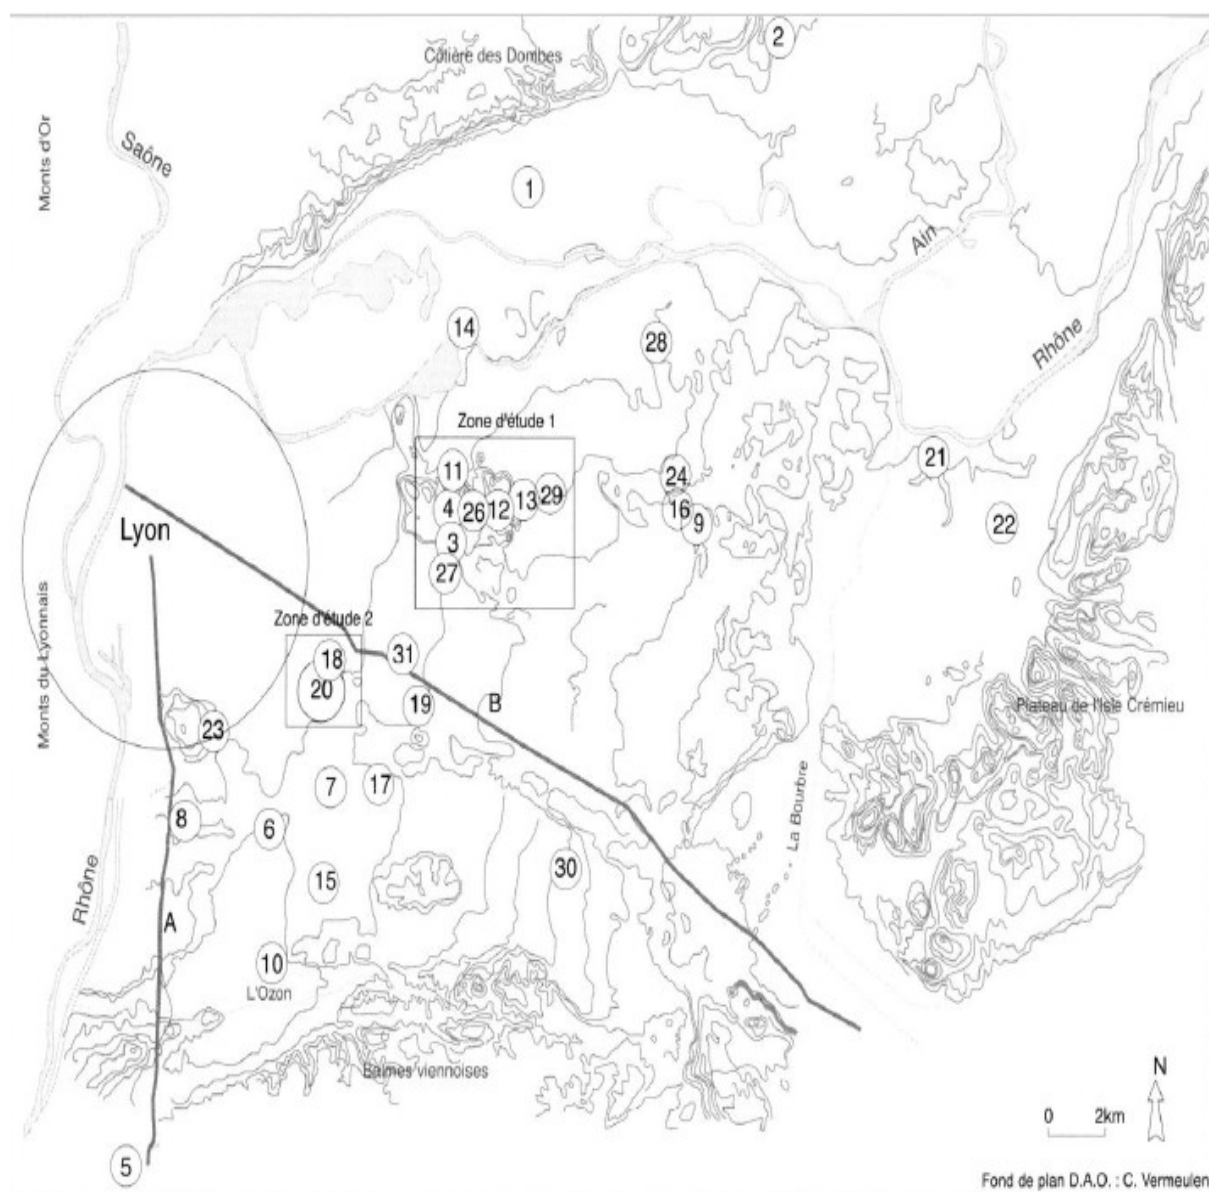 2
Côtière des Dombes
Monts d'Or
Saône
1
Ain
14
28
Rhône
Zone d'étude 1
11
24
21
4
26
12
13
29
16
9
22
3
27
Lyon
Zone d'étude 2
18
31
20
19
B
Monts du Lyonnais
23
Plateau de l'Isle Crémieu
7
17
La Bourbre
8
6
30
15
Rhône
A
10
L'Ozon
Balmes viennoises
N
0 2km
5
Fond de plan D.A.O. : C. Vermeulen